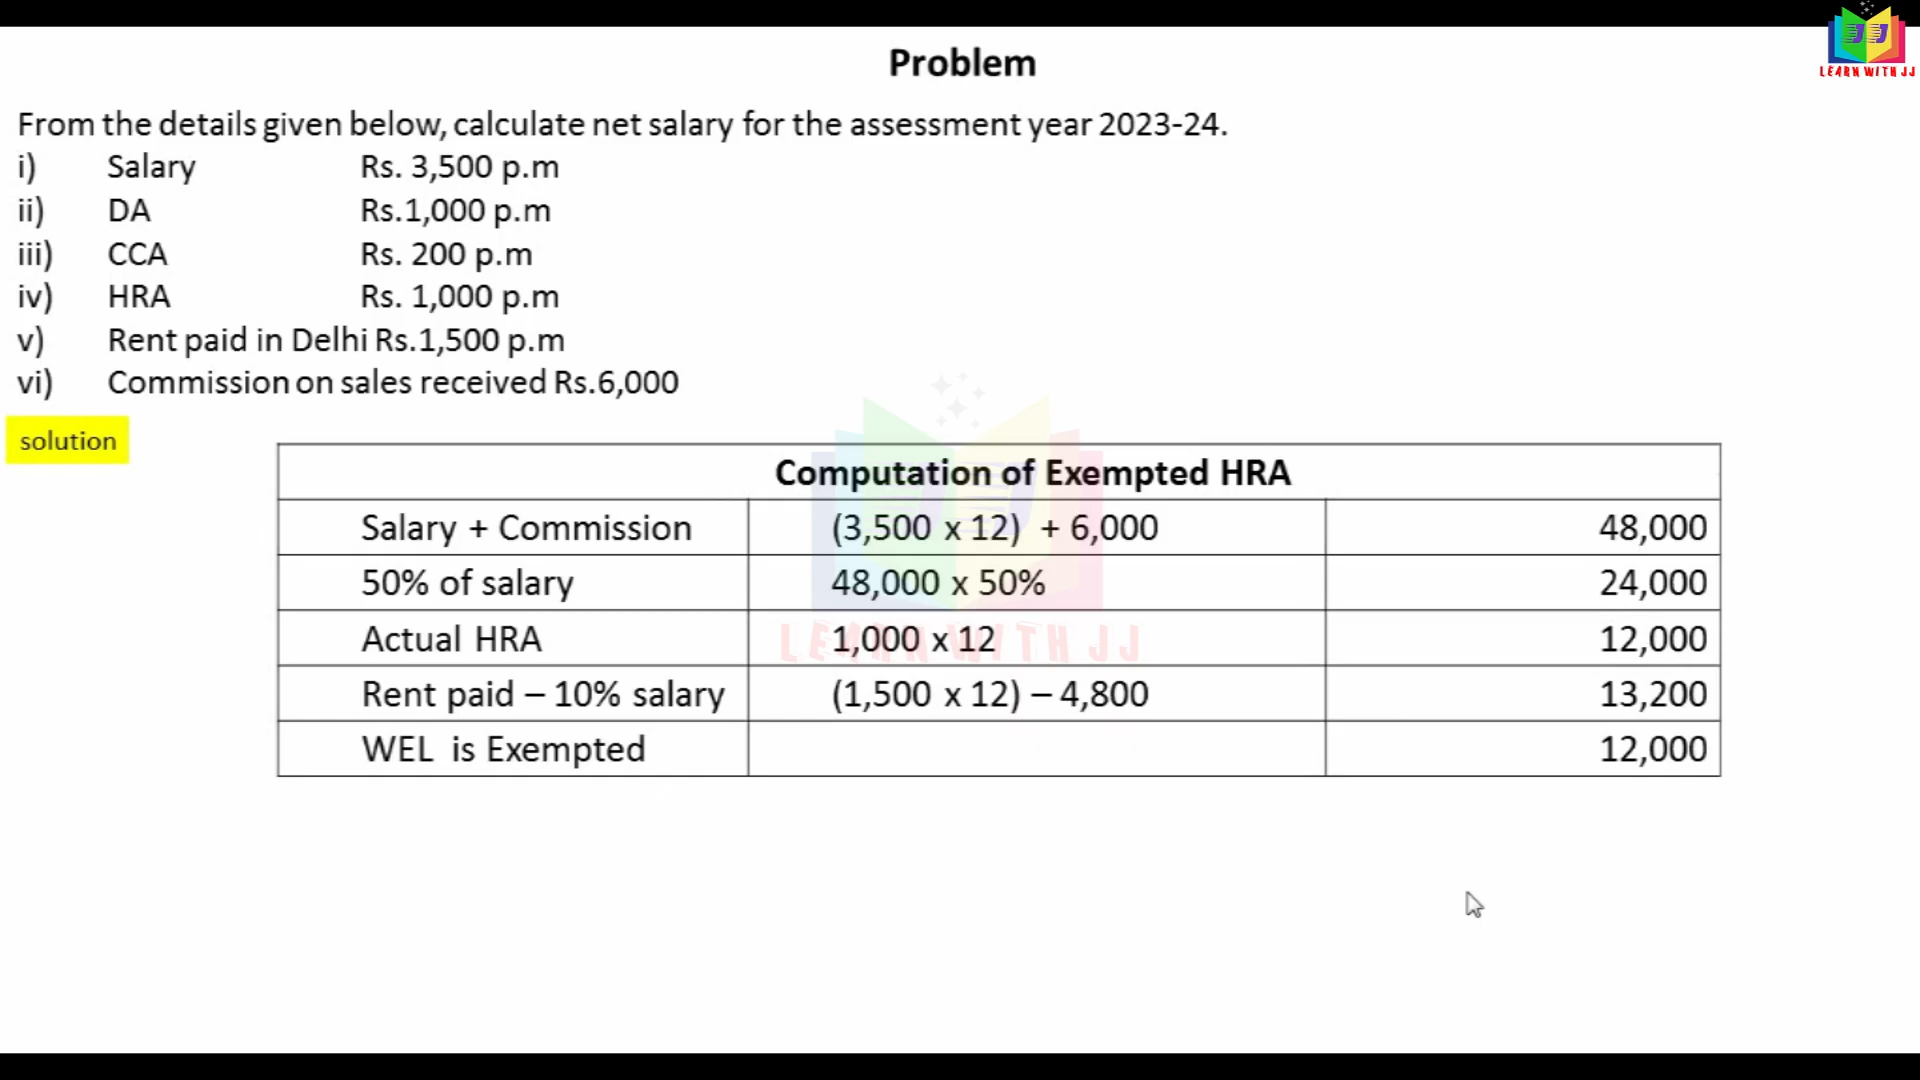 LEARN WITH JJ
Problem
From the details given below, calculate net salary for the assessment year 2023-24.
i) Salary Rs. 3,500 p.m
ii) DA Rs.1,000 p.m
iii) CCA Rs. 200 p.m
iv) HRA Rs. 1,000 p.m
v) Rent paid in Delhi Rs.1,500 p.m
vi) Commission on sales received Rs.6,000
solution
Computation of Exempted HRA
Salary + Commission (3,500 x 12) + 6,000 48,000
50% of salary 48,000 x 50% 24,000
Actual HRA 1,000 x 12 12,000
LEARN WITH JJ
Rent paid – 10% salary (1,500 x 12) – 4,800 13,200
WEL is Exempted 12,000